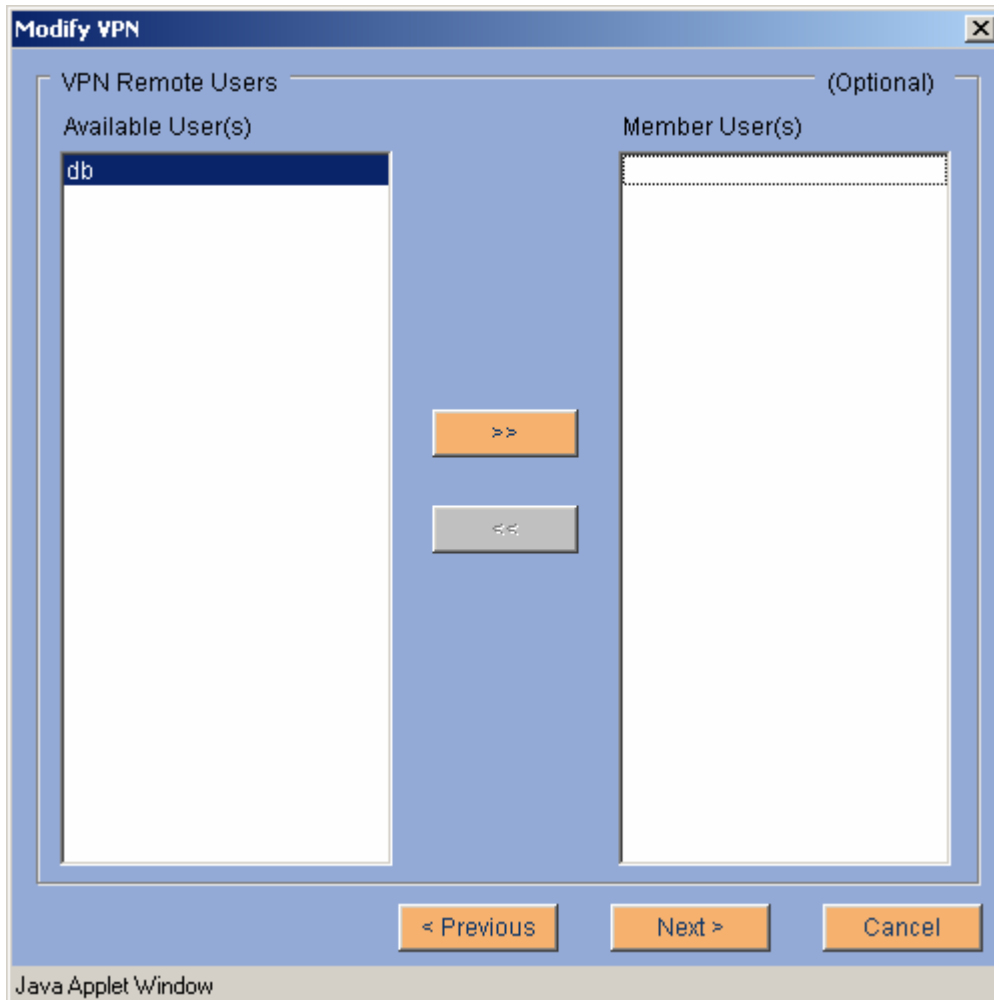 Modify VPN
VPN Remote Users (Optional)
Available User(s) Member User(s)
db
>>
<<
< Previous Next > Cancel
Java Applet Window